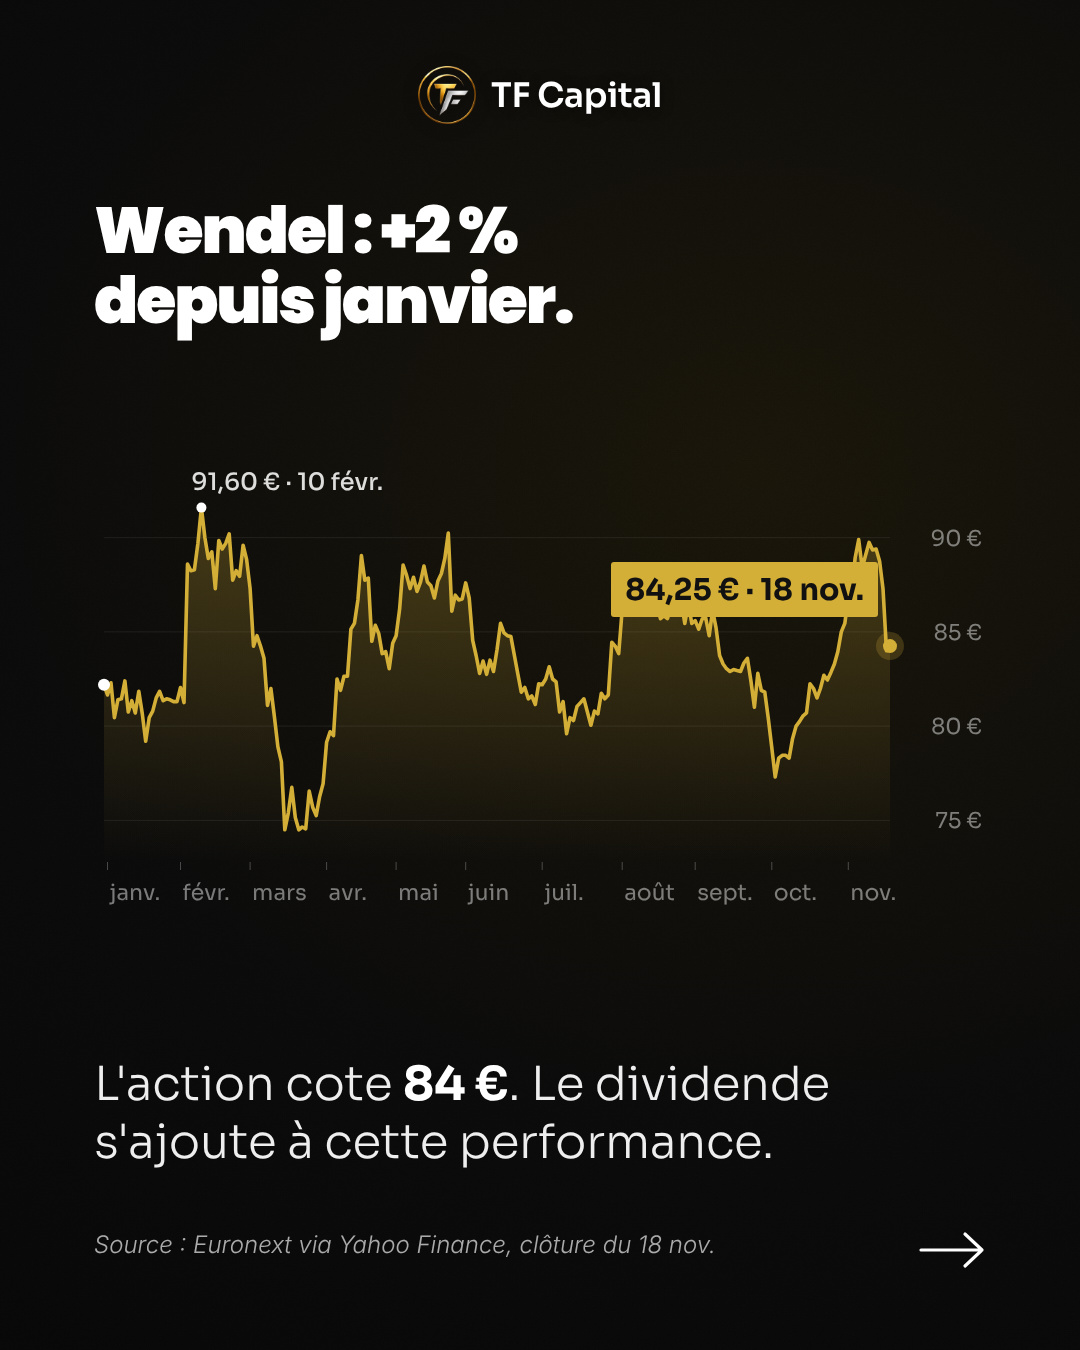 TF Capital
Wendel : +2 %
depuis janvier.
91,60 € · 10 févr.
90 €
84,25 € · 18 nov.
85 €
80 €
75 €
janv. févr. mars avr. mai juin juil. août sept. oct. nov.
L'action cote 84 €. Le dividende
s'ajoute à cette performance.
Source : Euronext via Yahoo Finance, clôture du 18 nov.